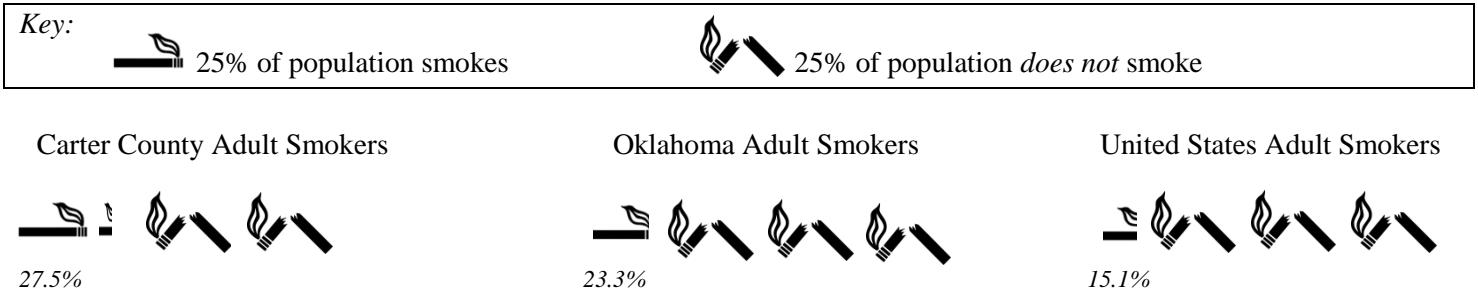 Key:
25% of population smokes
25% of population does not smoke
Carter County Adult Smokers
Oklahoma Adult Smokers
United States Adult Smokers
27.5%
23.3%
15.1%